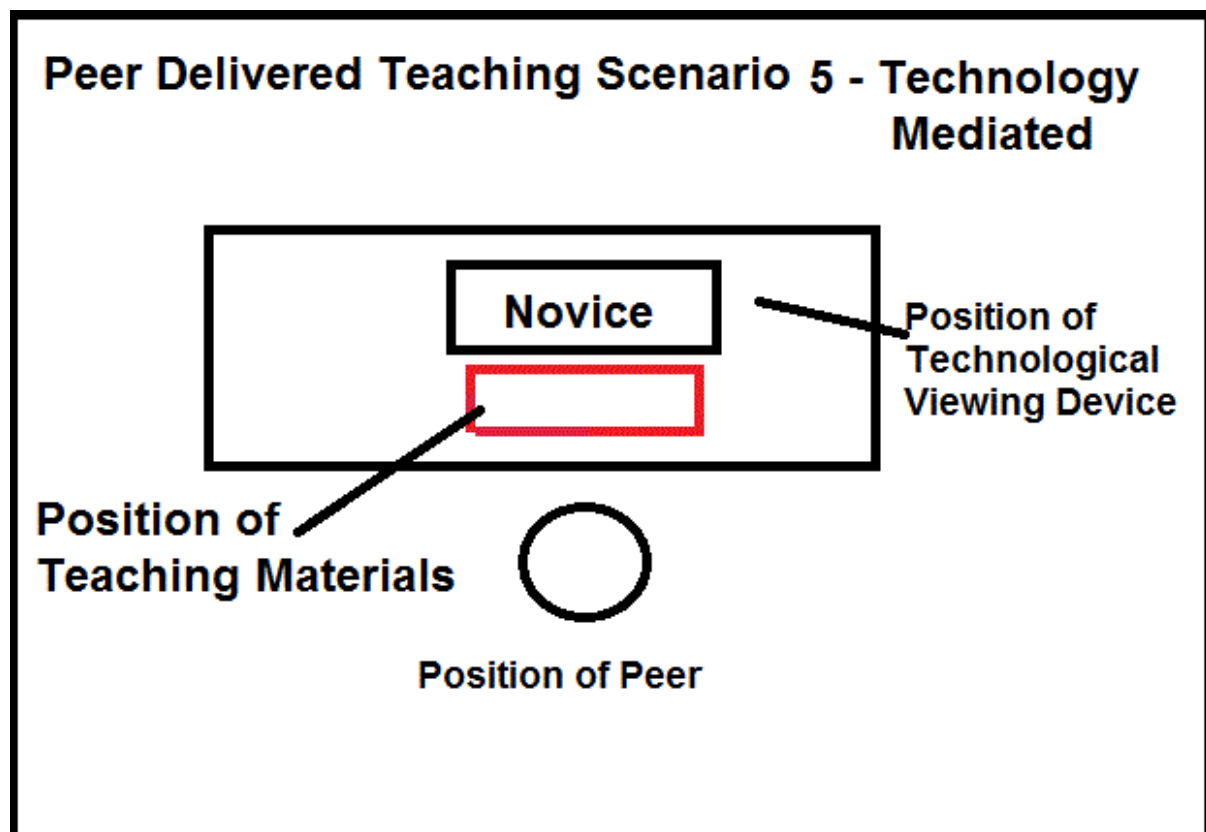 Peer Delivered Teaching Scenario 5 - Technology
Mediated
Novice
Position of
Technological
Viewing Device
Position of
Teaching Materials
Position of Peer